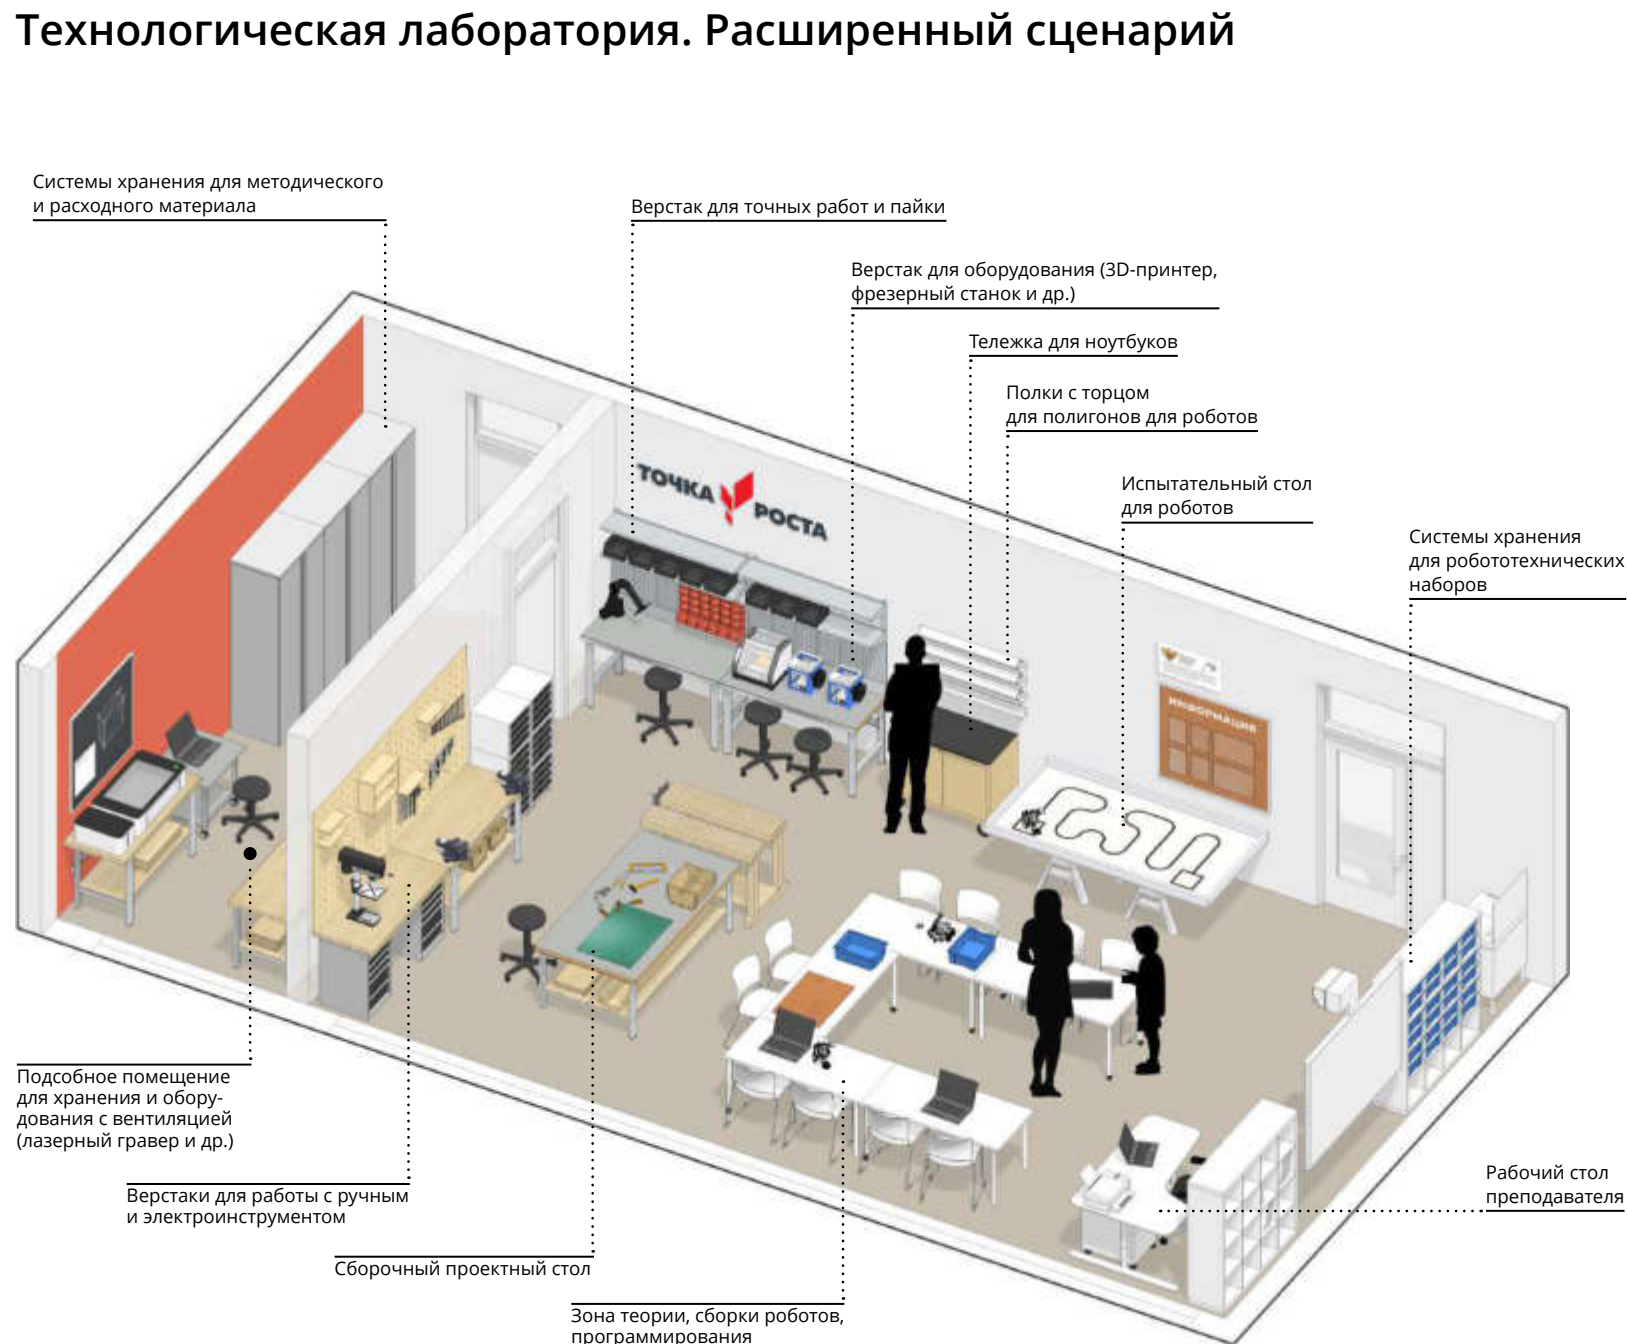 Технологическая лаборатория. Расширенный сценарий
Системы хранения для методического
и расходного материала
Верстак для точных работ и пайки
Верстак для оборудования (3D-принтер,
фрезерный станок и др.)
Тележка для ноутбуков
Полки с торцом
для полигонов для роботов
Испытательный стол
для роботов
Системы хранения
для робототехнических
наборов
ТОЧКА РОСТА
ИНФОРМАЦИЯ
Подсобное помещение
для хранения и обору-
дования с вентиляцией
(лазерный гравер и др.)
Верстаки для работы с ручным
и электроинструментом
Сборочный проектный стол
Зона теории, сборки роботов,
программирования
Рабочий стол
преподавателя